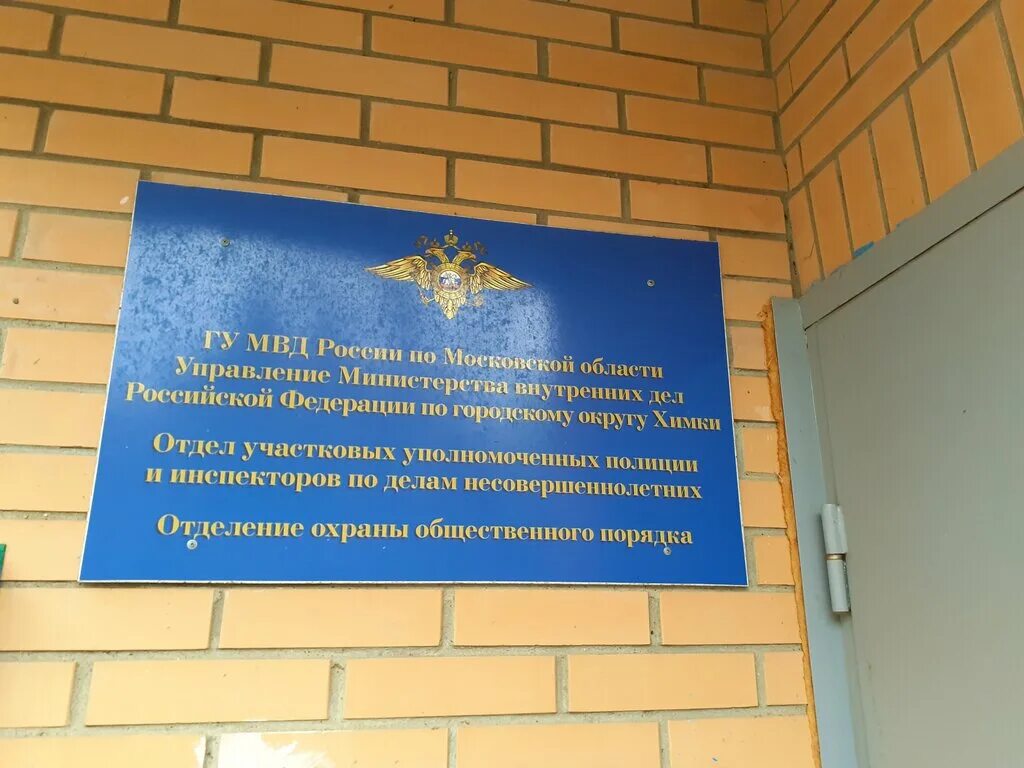 ГУ МВД России по Московской области
Управление Министерства внутренних дел
Российской Федерации по городскому округу Химки
Отдел участковых уполномоченных полиции
и инспекторов по делам несовершеннолетних
Отделение охраны общественного порядка